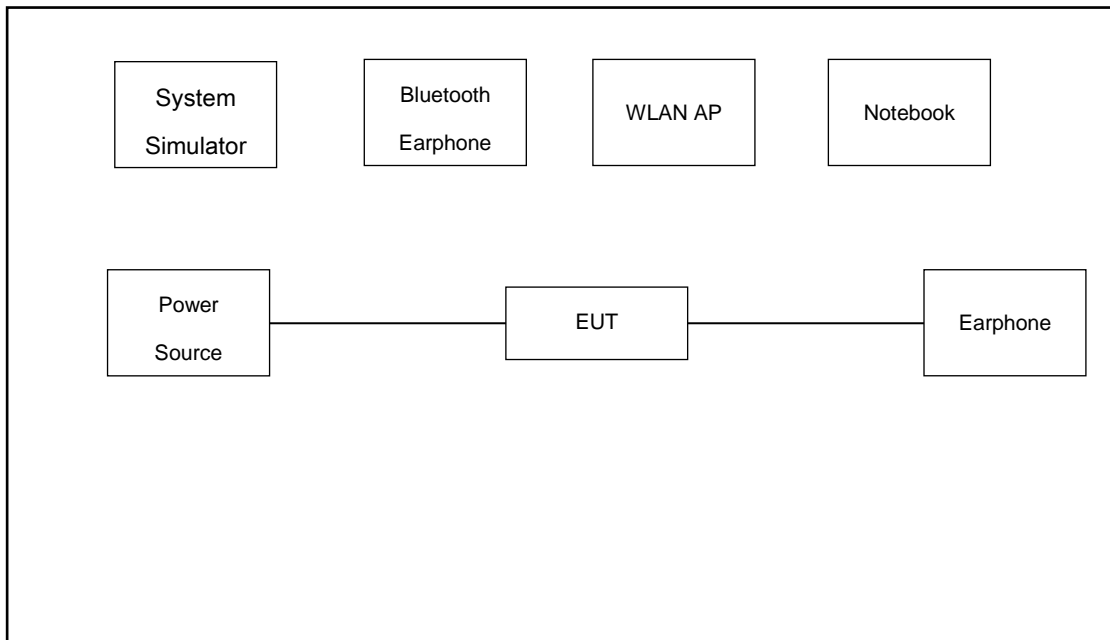 System
Simulator
Bluetooth
Earphone
WLAN AP
Notebook
Power
Source
EUT
Earphone